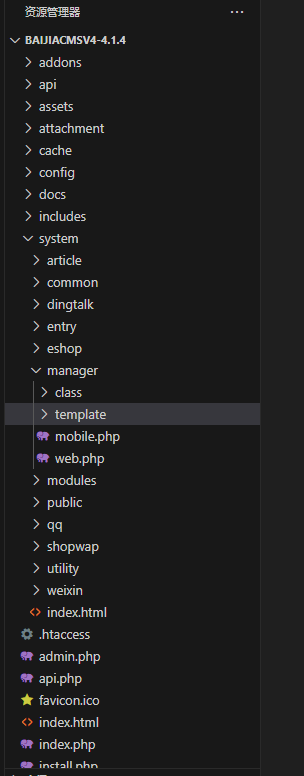 资源管理器
BAIJIACMSV4-4.1.4
addons
api
assets
attachment
cache
config
docs
includes
system
article
common
dingtalk
entry
eshop
manager
class
template
mobile.php
web.php
modules
public
qq
shopwap
utility
weixin
index.html
.htaccess
admin.php
api.php
favicon.ico
index.html
index.php
install.php